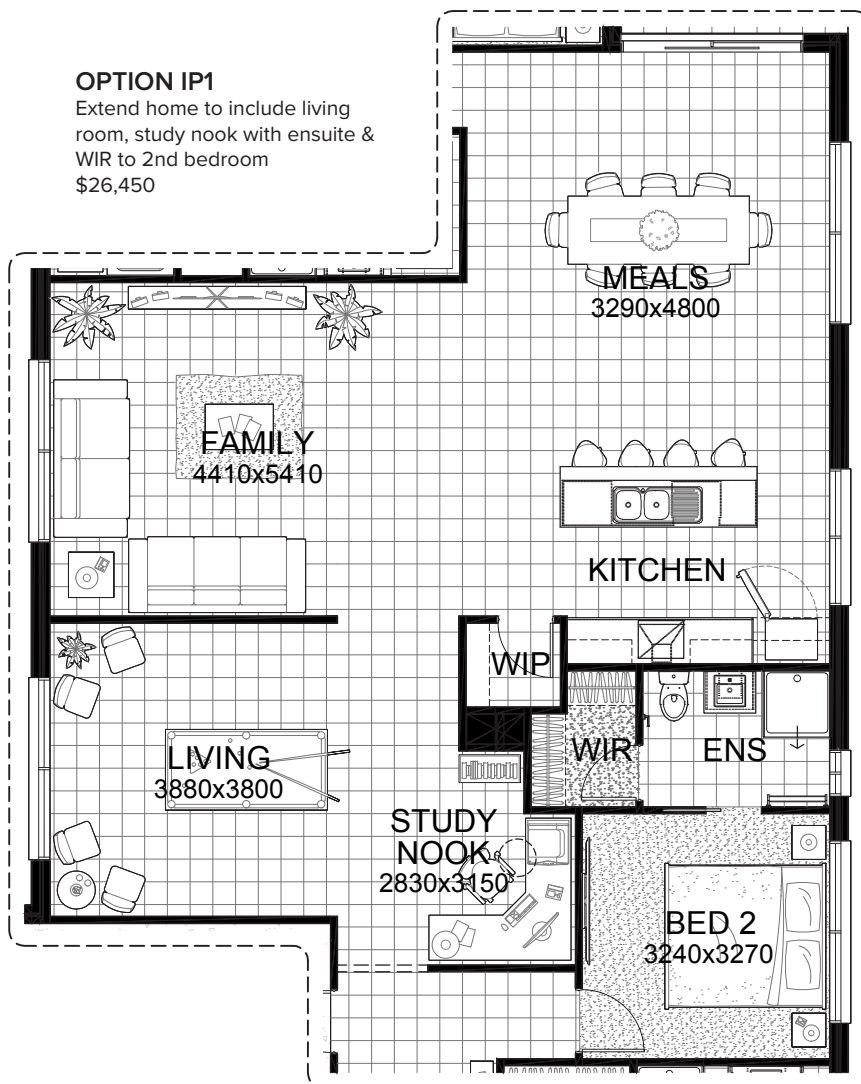 OPTION IP1
Extend home to include living
room, study nook with ensuite &
WIR to 2nd bedroom
$26,450
MEALS
3290x4800
FAMILY
4410x5410
KITCHEN
WIP
LIVING
3880x3800
WIR
ENS
STUDY
NOOK
2830x3150
BED 2
3240x3270